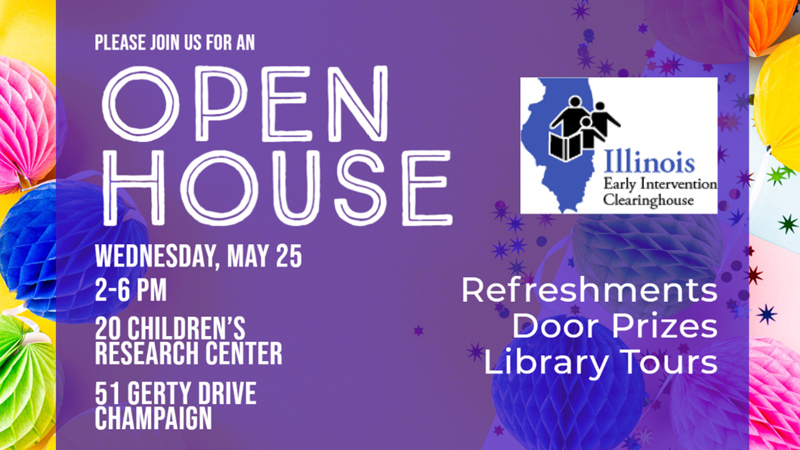 PLEASE JOIN US FOR AN
OPEN
HOUSE
WEDNESDAY, MAY 25
2-6 PM
20 CHILDREN'S
RESEARCH CENTER
51 GERTY DRIVE
CHAMPAIGN
Illinois
Early Intervention
Clearinghouse
Refreshments
Door Prizes
Library Tours